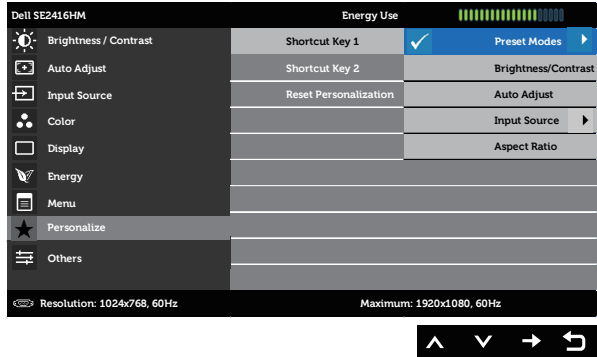 Dell SE2416HM Energy Use
Brightness / Contrast Shortcut Key 1 Preset Modes
Auto Adjust Shortcut Key 2 Brightness/Contrast
Input Source Reset Personalization Auto Adjust
Color Input Source
Display Aspect Ratio
Energy
Menu
Personalize
Others
Resolution: 1024x768, 60Hz Maximum: 1920x1080, 60Hz